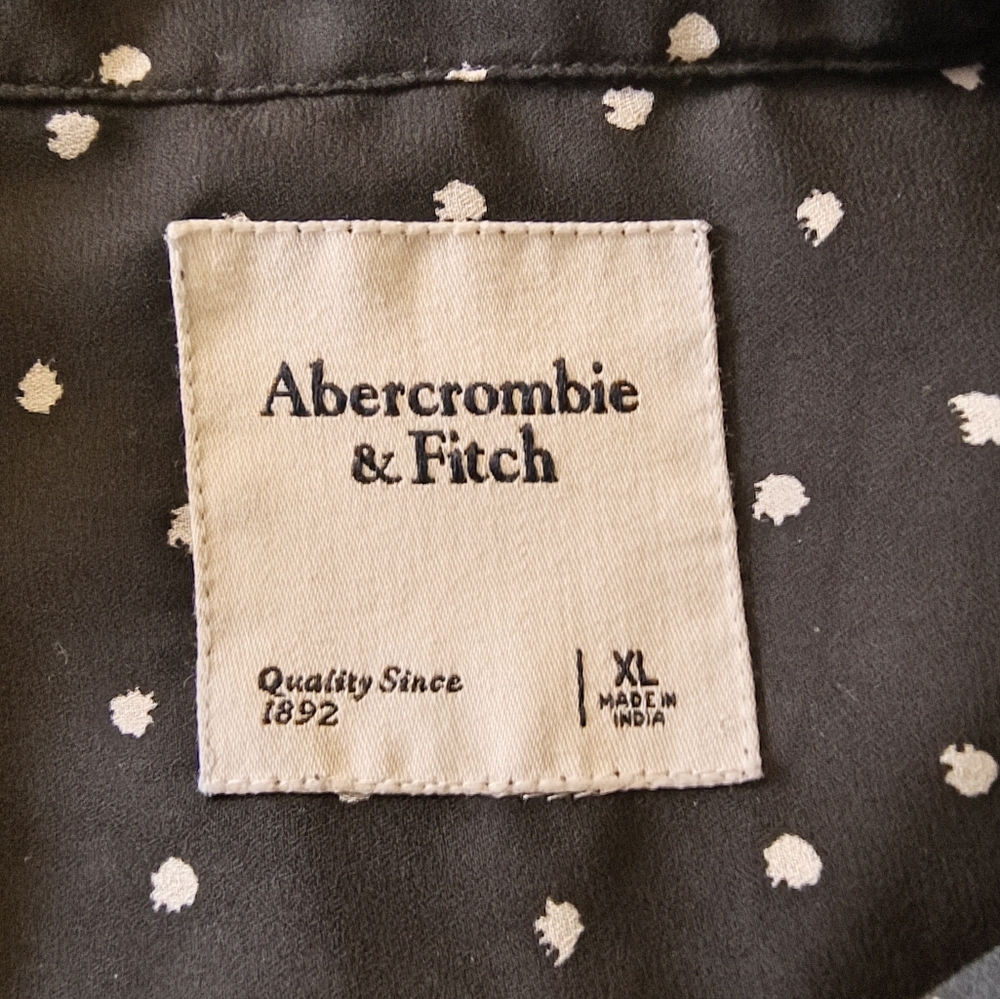 Abercrombie
& Fitch
Quality Since
1892
XL
MADE IN
INDIA